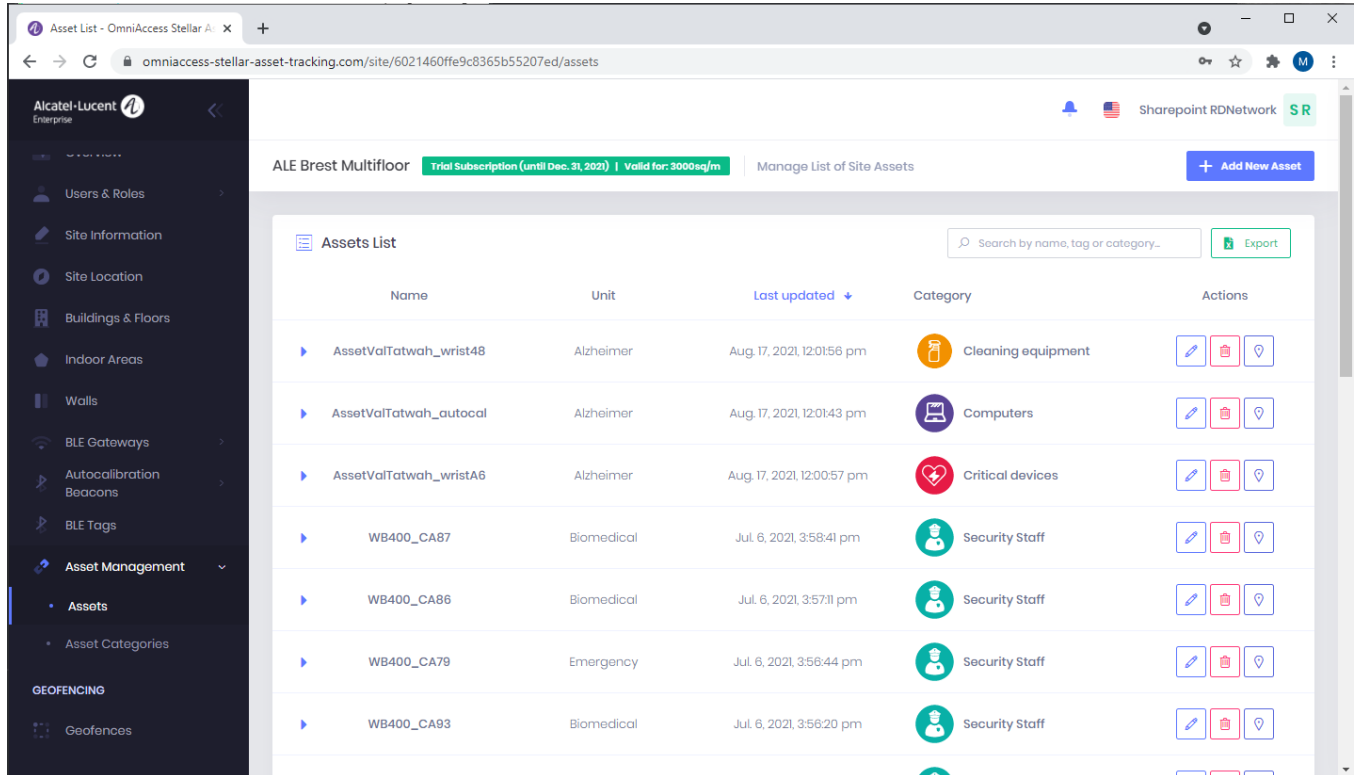 Asset List - OmniAccess Stellar A
omniaccess-stellar-asset-tracking.com/site/6021460ffe9c8365b55207ed/assets
M
Alcatel·Lucent
Enterprise
Sharepoint RDNetwork SR
ALE Brest Multifloor Trial Subscription (until Dec. 31, 2021) | Valid for: 3000sq/m Manage List of Site Assets + Add New Asset
Overview
Users & Roles
Site Information
Site Location
Buildings & Floors
Indoor Areas
Walls
BLE Gateways
Autocalibration
Beacons
BLE Tags
Asset Management
Assets
Asset Categories
GEOFENCING
Geofences
Assets List Search by name, tag or category... Export
Name Unit Last updated Category Actions
AssetValTatwah_wrist48 Alzheimer Aug. 17, 2021, 12:01:56 pm Cleaning equipment
AssetValTatwah_autocal Alzheimer Aug. 17, 2021, 12:01:43 pm Computers
AssetValTatwah_wristA6 Alzheimer Aug. 17, 2021, 12:00:57 pm Critical devices
WB400_CA87 Biomedical Jul. 6, 2021, 3:58:41 pm Security Staff
WB400_CA86 Biomedical Jul. 6, 2021, 3:57:11 pm Security Staff
WB400_CA79 Emergency Jul. 6, 2021, 3:56:44 pm Security Staff
WB400_CA93 Biomedical Jul. 6, 2021, 3:56:20 pm Security Staff